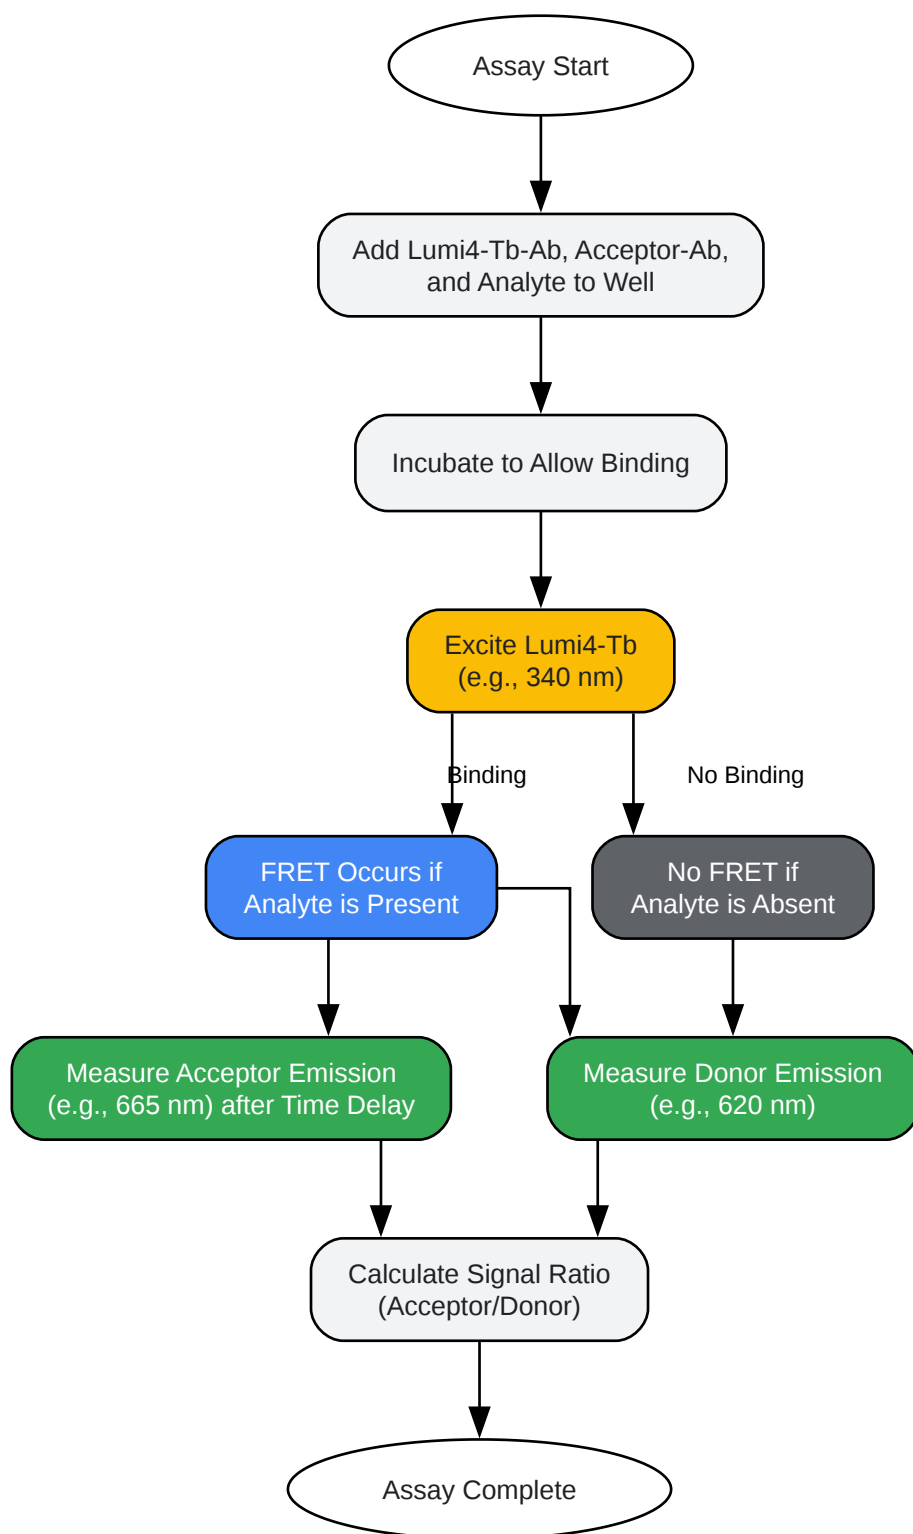 Assay Start
Add Lumi4-Tb-Ab, Acceptor-Ab,
and Analyte to Well
Incubate to Allow Binding
Excite Lumi4-Tb
(e.g., 340 nm)
Binding
No Binding
FRET Occurs if
Analyte is Present
No FRET if
Analyte is Absent
Measure Acceptor Emission
(e.g., 665 nm) after Time Delay
Measure Donor Emission
(e.g., 620 nm)
Calculate Signal Ratio
(Acceptor/Donor)
Assay Complete